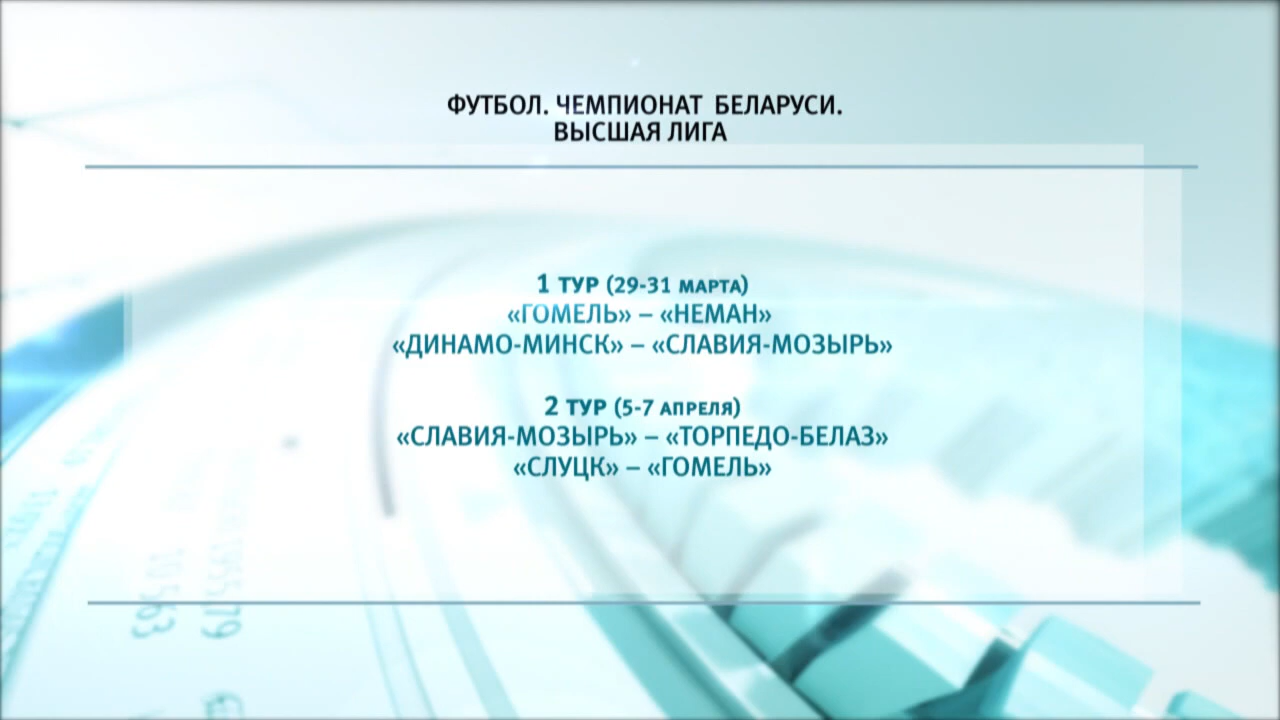 ФУТБОЛ. ЧЕМПИОНАТ БЕЛАРУСИ.
ВЫСШАЯ ЛИГА
1 ТУР (29-31 МАРТА)
«ГОМЕЛЬ» – «НЕМАН»
«ДИНАМО-МИНСК» – «СЛАВИЯ-МОЗЫРЬ»
2 ТУР (5-7 АПРЕЛЯ)
«СЛАВИЯ-МОЗЫРЬ» – «ТОРПЕДО-БЕЛАЗ»
«СЛУЦК» – «ГОМЕЛЬ»